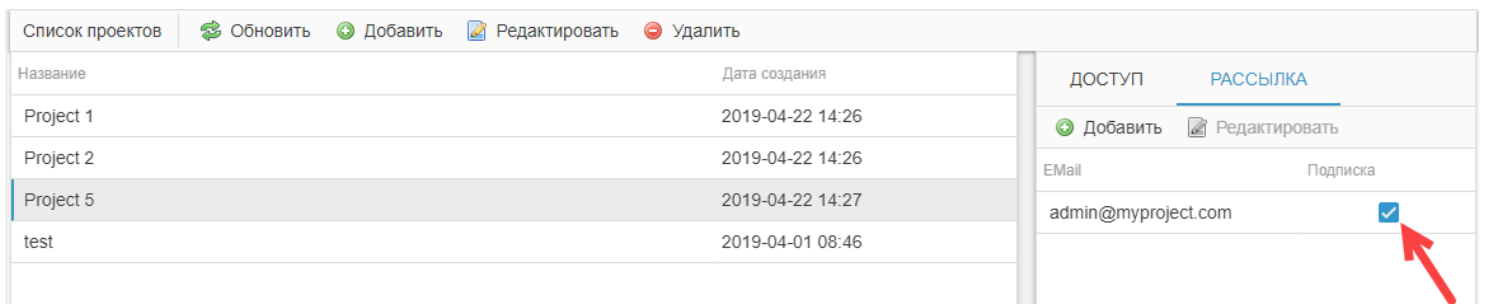 Список проектов Обновить Добавить Редактировать Удалить
Название Дата создания
Project 1 2019-04-22 14:26
Project 2 2019-04-22 14:26
Project 5 2019-04-22 14:27
test 2019-04-01 08:46
ДОСТУП РАССЫЛКА
Добавить Редактировать
EMail Подписка
admin@myproject.com